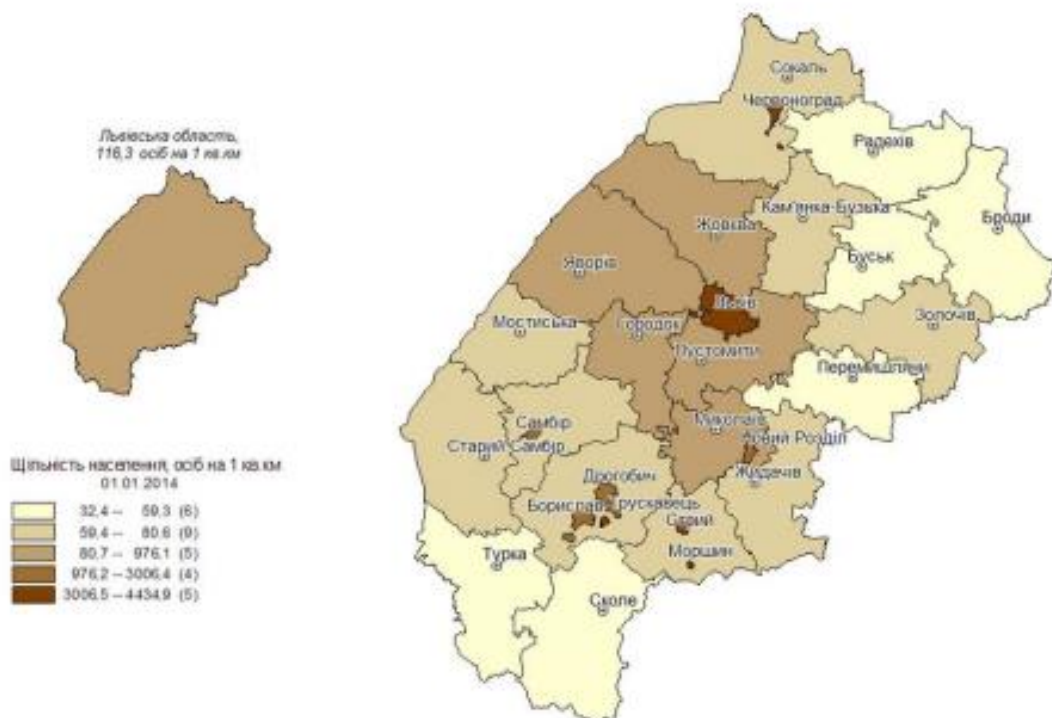 Львівська область,
116,3 осіб на 1 кв.км
Щільність населення, осіб на 1 кв.км
01.01.2014
32,4 -- 59,3 (6)
59,4 -- 80,6 (9)
80,7 -- 976,1 (5)
976,2 -- 3006,4 (4)
3006,5 -- 4434,9 (5)
Сокаль
Червоноград
Радехів
Кам'янка-Бузька
Броди
Жовква
Буськ
Яворів
Львів
Золочів
Мостиська
Городок
Пустомити
Перемишляни
Самбір
Миколаїв
Новий Розділ
Старий Самбір
Дрогобич
Жидачів
Борислав
Трускавець
Стрий
Моршин
Турка
Сколе